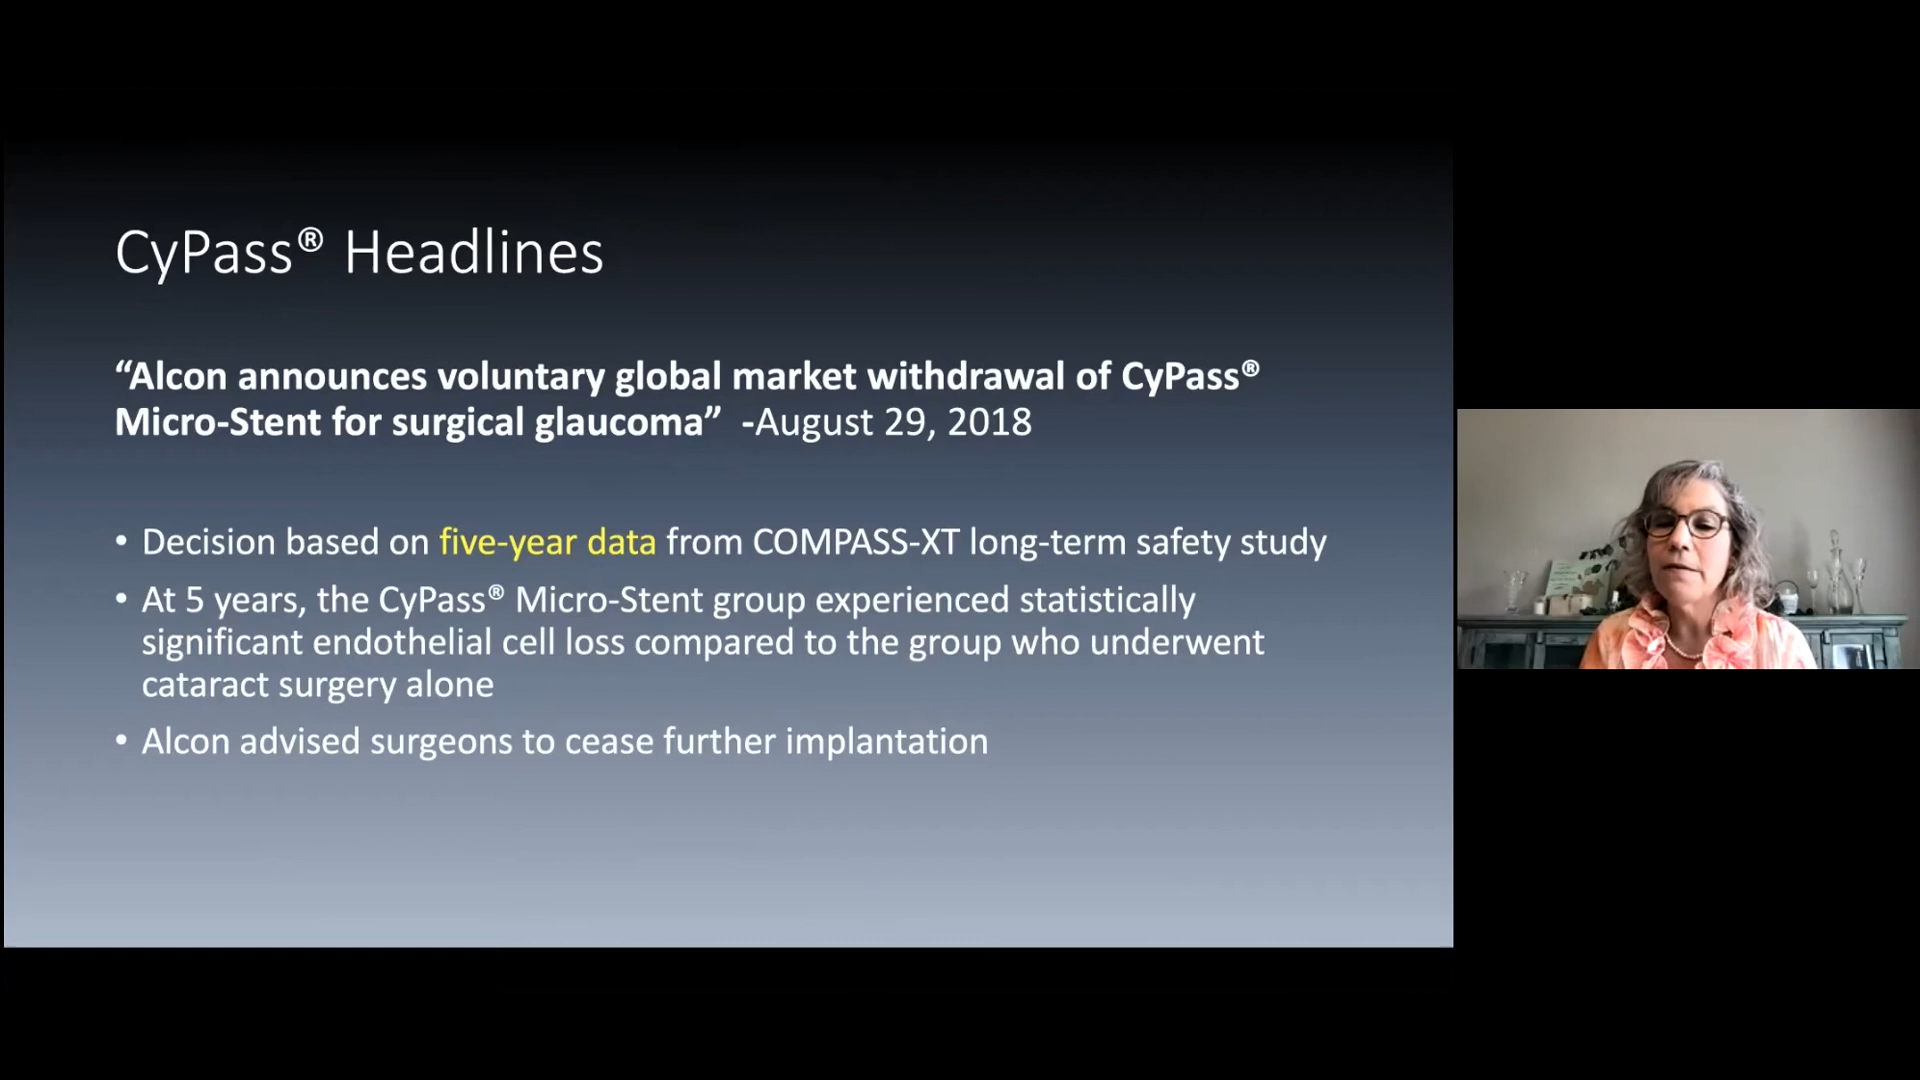 CyPass® Headlines
“Alcon announces voluntary global market withdrawal of CyPass®
Micro-Stent for surgical glaucoma”  -August 29, 2018
• Decision based on five-year data from COMPASS-XT long-term safety study
• At 5 years, the CyPass® Micro-Stent group experienced statistically
significant endothelial cell loss compared to the group who underwent
cataract surgery alone
• Alcon advised surgeons to cease further implantation